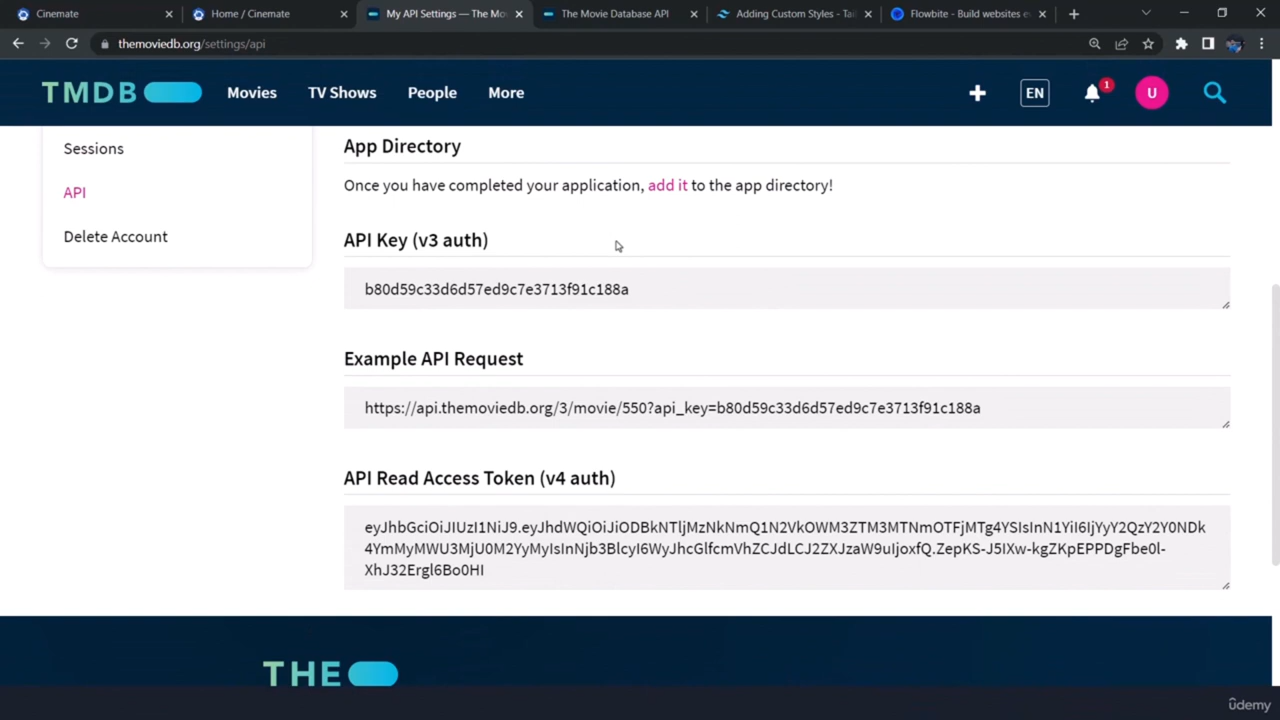 Cinemate
Home / Cinemate
My API Settings — The Mo
The Movie Database API
Adding Custom Styles - Tai
Flowbite - Build websites e
themoviedb.org/settings/api
TMDB
Movies
TV Shows
People
More
EN
1
U
Sessions
API
Delete Account
App Directory
Once you have completed your application, add it to the app directory!
API Key (v3 auth)
b80d59c33d6d57ed9c7e3713f91c188a
Example API Request
https://api.themoviedb.org/3/movie/550?api_key=b80d59c33d6d57ed9c7e3713f91c188a
API Read Access Token (v4 auth)
eyJhbGciOiJIUzI1NiJ9.eyJhdWQiOiJiODBkNTljMzNkNmQ1N2VkOWM3ZTM3MTNmOTFjMTg4YSIsInN1YiI6IjYyY2QzY2Y0NDk
4YmMyMWU3MjU0M2YyMyIsInNjb3BlcyI6WyJhcGlfcmVhZCJdLCJ2ZXJzaW9uIjoxfQ.ZepKS-J5IXw-kgZKpEPPDgFbe0l-
XhJ32Ergl6Bo0HI
THE
ûdemy